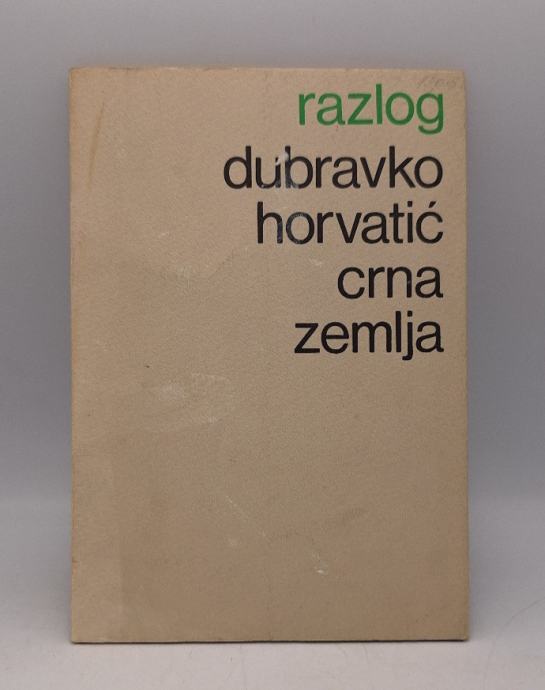 razlog
dubravko
horvatić
crna
zemlja